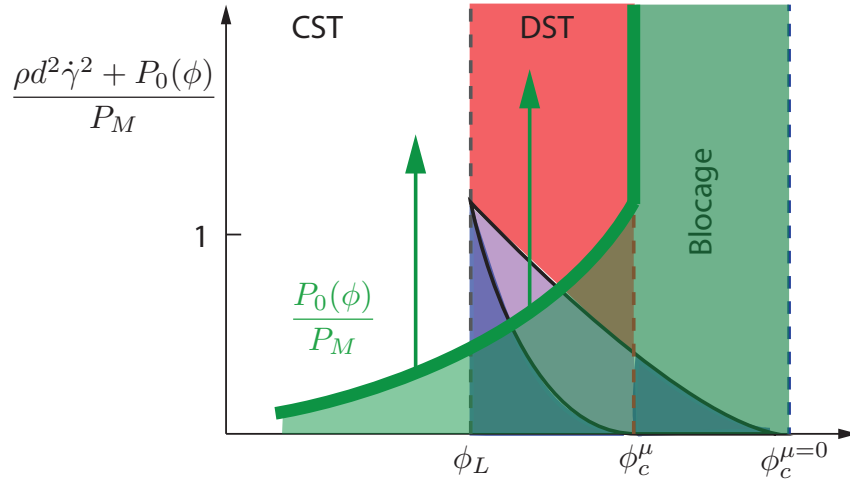 CST
DST
ρd²γ̇² + P₀(ϕ)
P_M
1
P₀(ϕ)
P_M
Blocage
ϕ_L
ϕ_c^μ
ϕ_c^{μ=0}